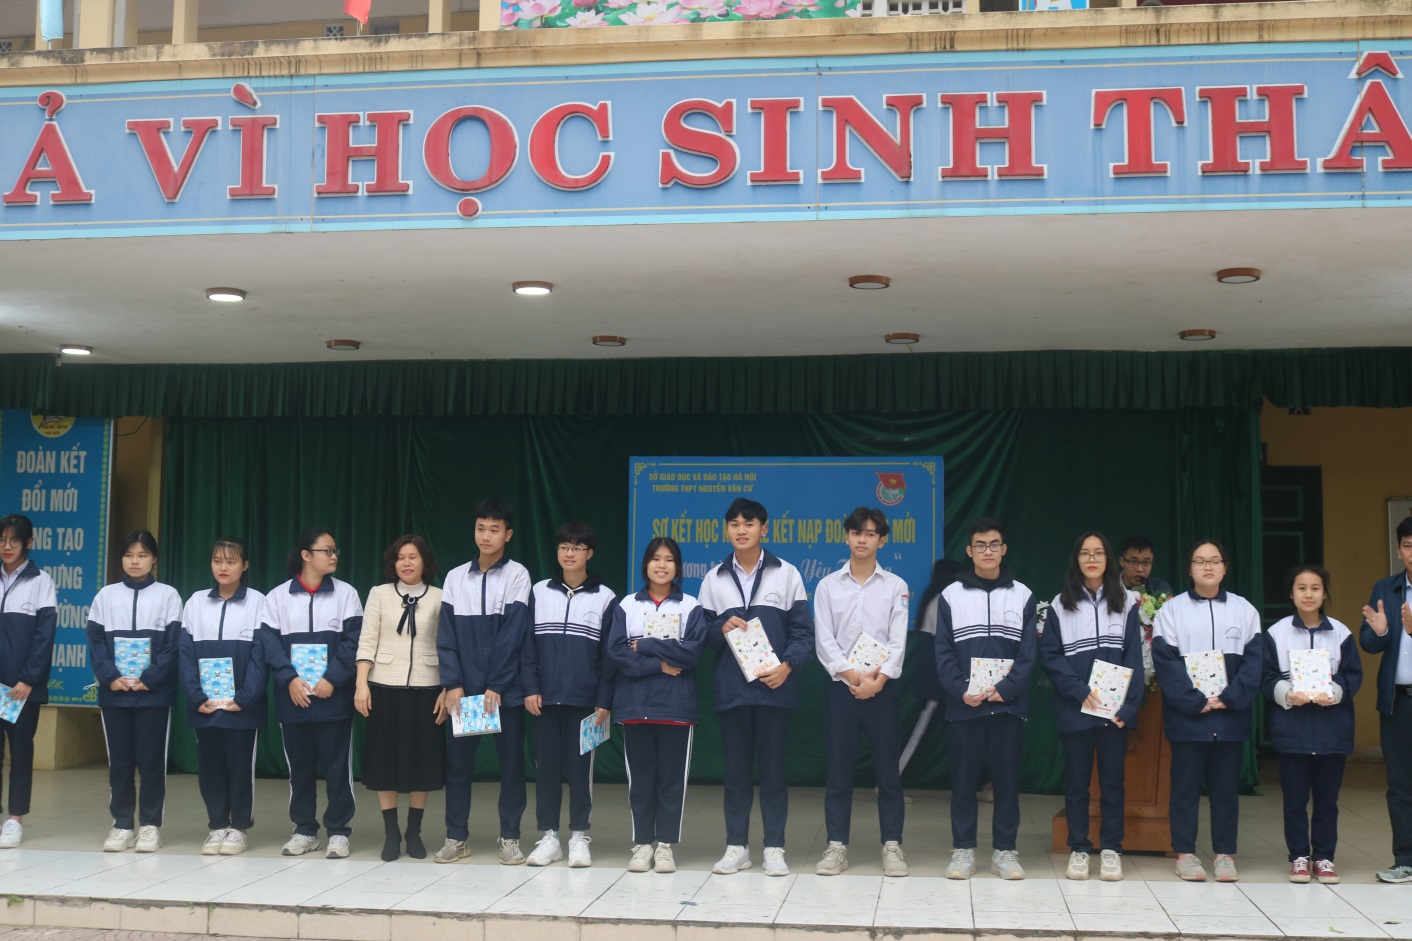 Ả VÌ HỌC SINH THÂ
ĐOÀN KẾT
ĐỔI MỚI
NG TẠO
DỰNG
ƯỜNG
MẠNH
SỞ GIÁO DỤC VÀ ĐÀO TẠO HÀ NỘI
TRƯỜNG THPT NGUYỄN VĂN CỪ
SƠ KẾT HỌC KẾT NẠP ĐOÀ MỚI
Yêu